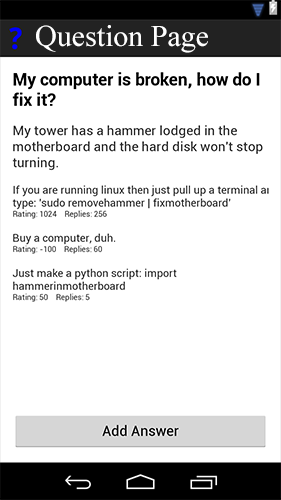 ? Question Page
My computer is broken, how do I
fix it?
My tower has a hammer lodged in the
motherboard and the hard disk won't stop
turning.
If you are running linux then just pull up a terminal an
type: 'sudo removehammer | fixmotherboard'
Rating: 1024 Replies: 256
Buy a computer, duh.
Rating: -100 Replies: 60
Just make a python script: import
hammerinmotherboard
Rating: 50 Replies: 5
Add Answer